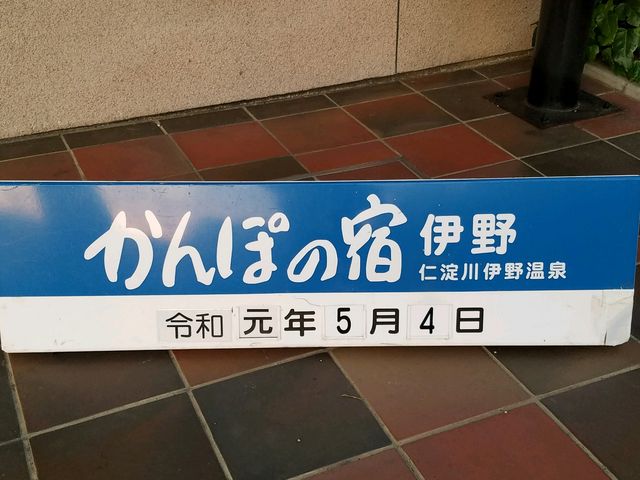 かんぽの宿 伊野
仁淀川伊野温泉
令和 元年 5月 4日